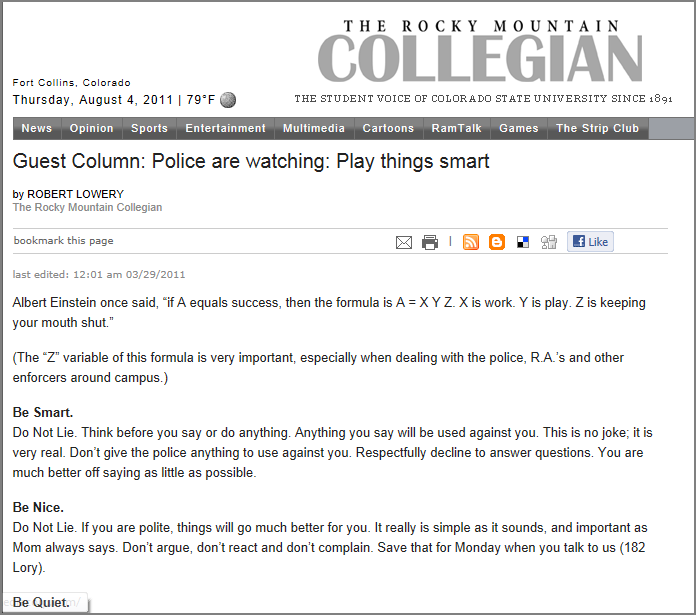 THE ROCKY MOUNTAIN
COLLEGIAN
Fort Collins, Colorado
Thursday, August 4, 2011 | 79°F
THE STUDENT VOICE OF COLORADO STATE UNIVERSITY SINCE 1891
News Opinion Sports Entertainment Multimedia Cartoons RamTalk Games The Strip Club
Guest Column: Police are watching: Play things smart
by ROBERT LOWERY
The Rocky Mountain Collegian
bookmark this page | Like
last edited: 12:01 am 03/29/2011
Albert Einstein once said, “if A equals success, then the formula is A = X Y Z. X is work. Y is play. Z is keeping
your mouth shut.”
(The “Z” variable of this formula is very important, especially when dealing with the police, R.A.’s and other
enforcers around campus.)
Be Smart.
Do Not Lie. Think before you say or do anything. Anything you say will be used against you. This is no joke; it is
very real. Don’t give the police anything to use against you. Respectfully decline to answer questions. You are
much better off saying as little as possible.
Be Nice.
Do Not Lie. If you are polite, things will go much better for you. It really is simple as it sounds, and important as
Mom always says. Don’t argue, don’t react and don’t complain. Save that for Monday when you talk to us (182
Lory).
Be Quiet.